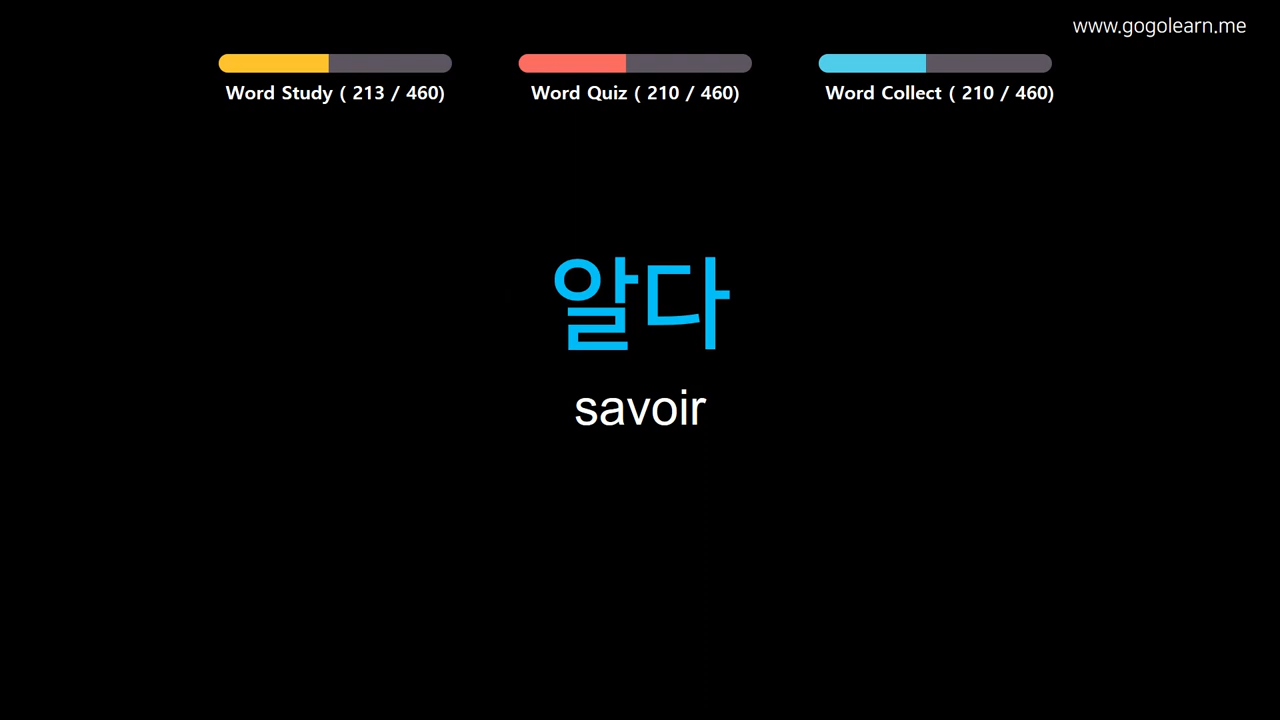 www.gogolearn.me
Word Study ( 213 / 460)
Word Quiz ( 210 / 460)
Word Collect ( 210 / 460)
알다
savoir